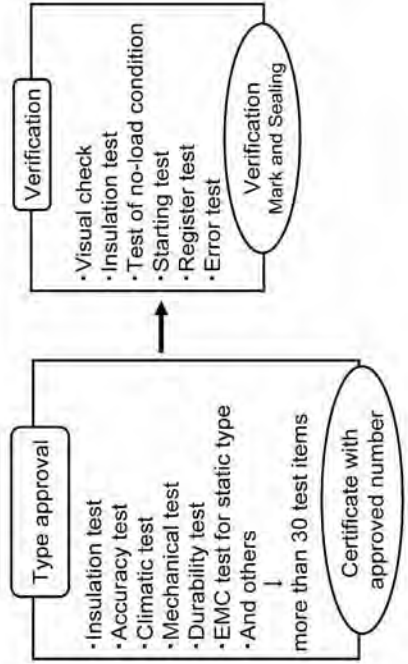 Type approval
・Insulation test
・Accuracy test
・Climatic test
・Mechanical test
・Durability test
・EMC test for static type
・And others
↓
more than 30 test items
Certificate with
approved number
Verification
・Visual check
・Insulation test
・Test of no-load condition
・Starting test
・Register test
・Error test
Verification
Mark and Sealing